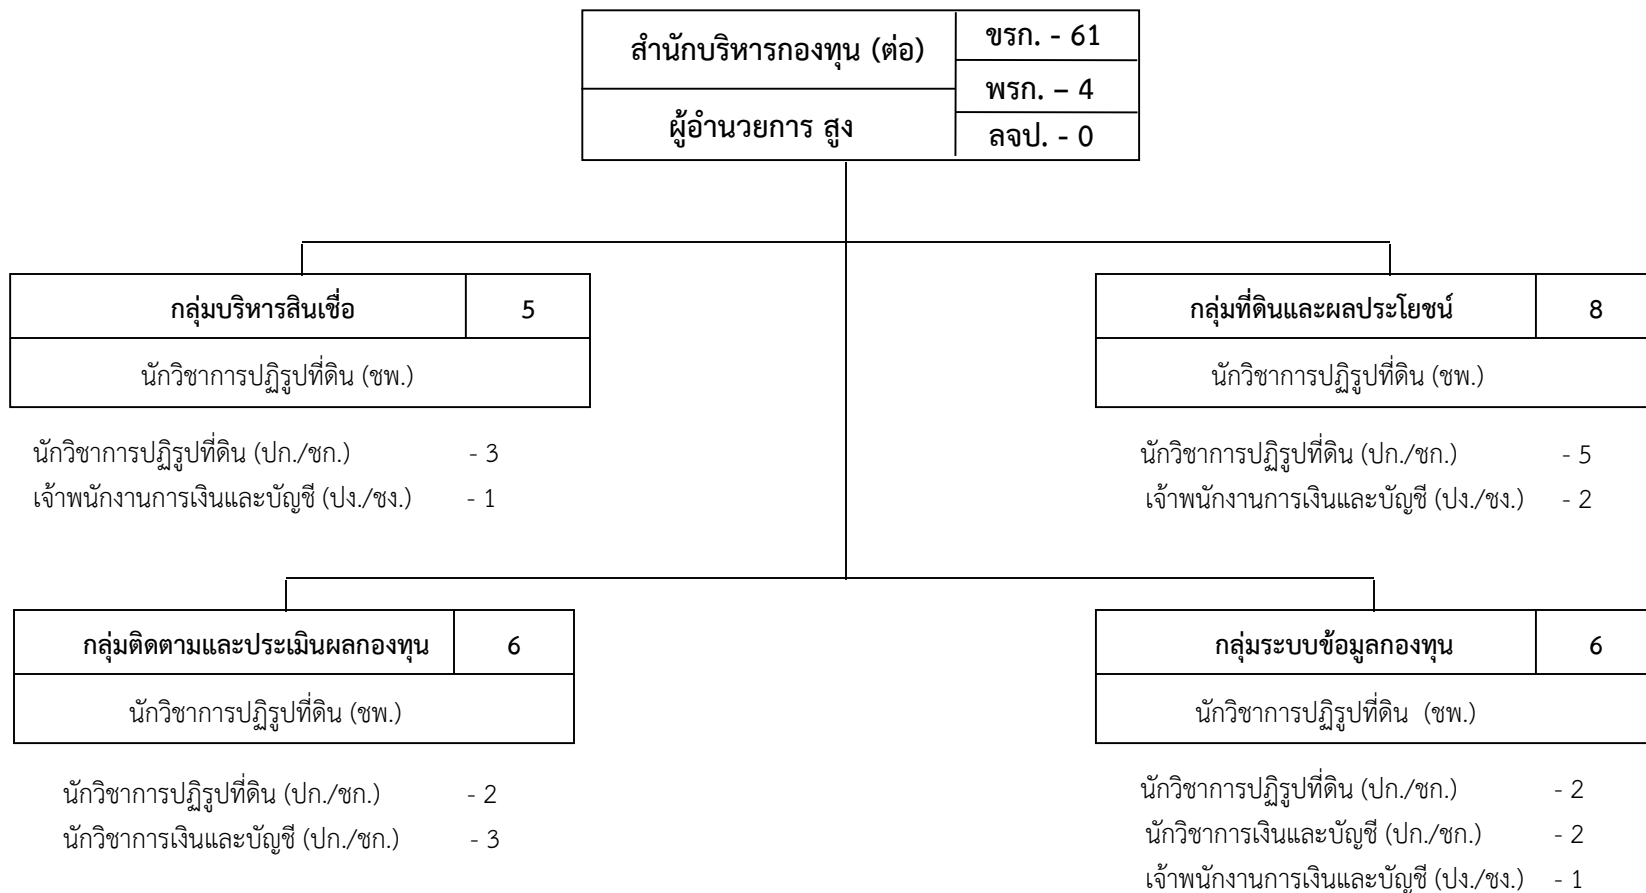 สำนักบริหารกองทุน (ต่อ)
ขรก. - 61
พรก. – 4
ผู้อำนวยการ สูง
ลจป. - 0
กลุ่มบริหารสินเชื่อ 5
นักวิชาการปฏิรูปที่ดิน (ชพ.)
นักวิชาการปฏิรูปที่ดิน (ปก./ชก.) - 3
เจ้าพนักงานการเงินและบัญชี (ปง./ชง.) - 1
กลุ่มที่ดินและผลประโยชน์ 8
นักวิชาการปฏิรูปที่ดิน (ชพ.)
นักวิชาการปฏิรูปที่ดิน (ปก./ชก.) - 5
เจ้าพนักงานการเงินและบัญชี (ปง./ชง.) - 2
กลุ่มติดตามและประเมินผลกองทุน 6
นักวิชาการปฏิรูปที่ดิน (ชพ.)
นักวิชาการปฏิรูปที่ดิน (ปก./ชก.) - 2
นักวิชาการเงินและบัญชี (ปก./ชก.) - 3
กลุ่มระบบข้อมูลกองทุน 6
นักวิชาการปฏิรูปที่ดิน (ชพ.)
นักวิชาการปฏิรูปที่ดิน (ปก./ชก.) - 2
นักวิชาการเงินและบัญชี (ปก./ชก.) - 2
เจ้าพนักงานการเงินและบัญชี (ปง./ชง.) - 1